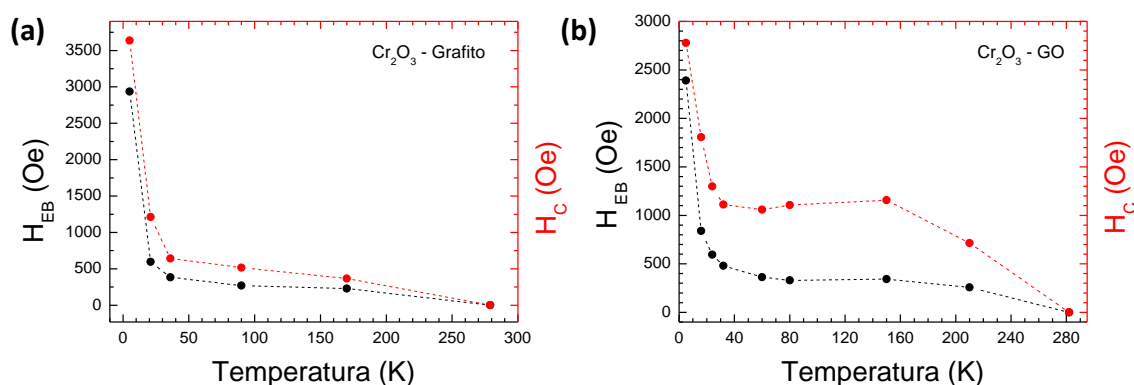 (a)
Cr2O3 - Grafito
3500
3000
2500
2000
1500
1000
500
0
HEB (Oe)
HC (Oe)
0 50 100 150 200 250 300
Temperatura (K)
(b)
Cr2O3 - GO
3000
2500
2000
1500
1000
500
0
HEB (Oe)
HC (Oe)
0 40 80 120 160 200 240 280
Temperatura (K)